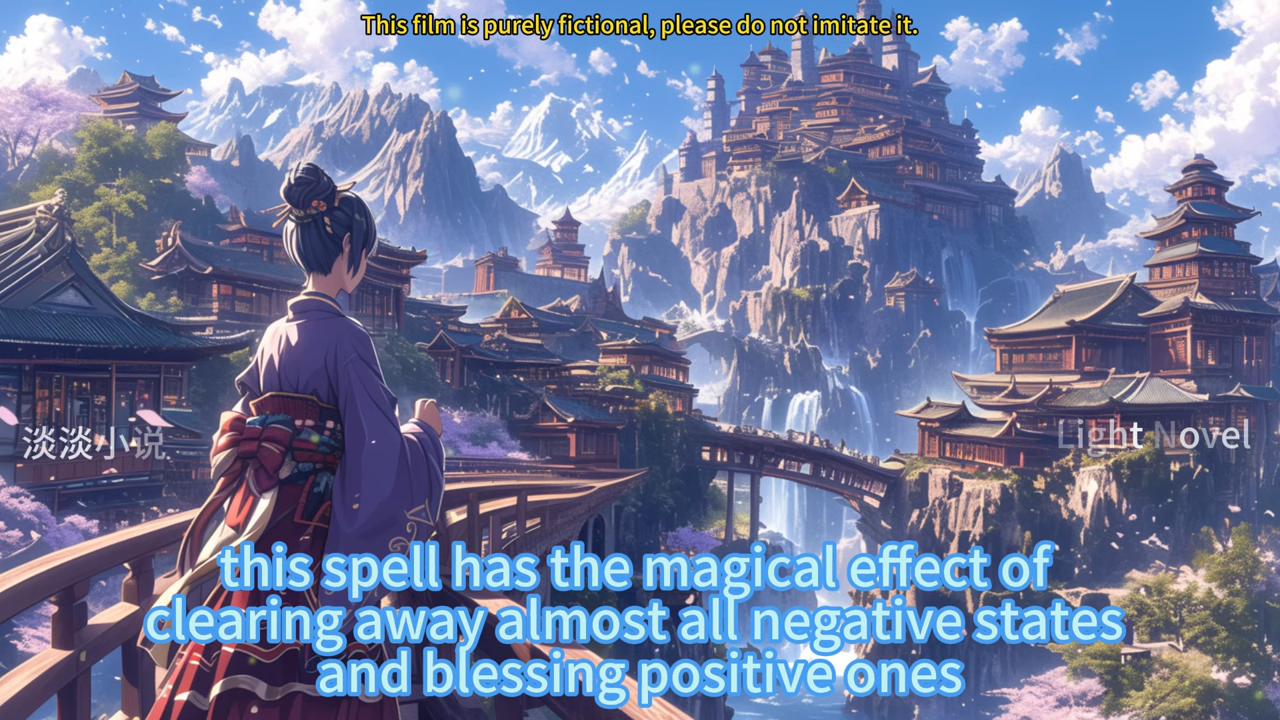 This film is purely fictional, please do not imitate it.
淡淡小说
Light Novel
this spell has the magical effect of
clearing away almost all negative states
and blessing positive ones